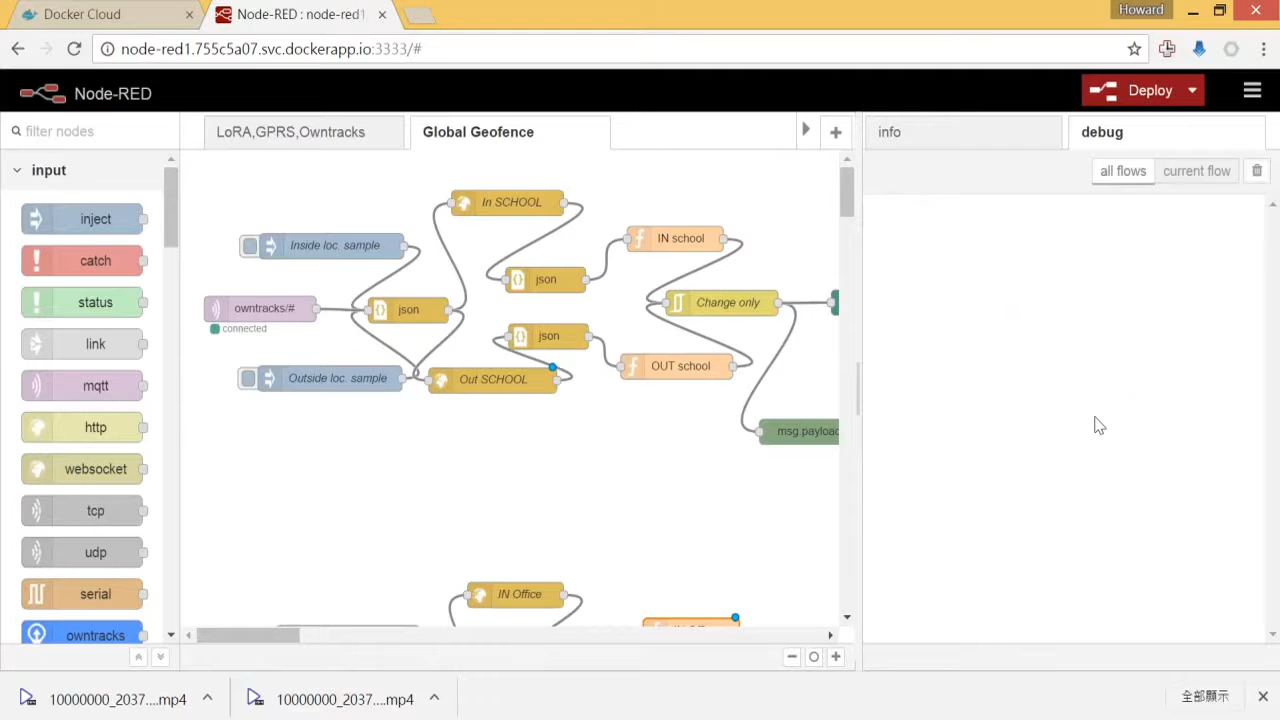 Docker Cloud
Node-RED : node-red1
Howard
node-red1.755c5a07.svc.dockerapp.io:3333/#
Node-RED
Deploy
filter nodes
LoRA,GPRS,Owntracks
Global Geofence
info
debug
all flows
current flow
input
inject
catch
status
link
mqtt
http
websocket
tcp
udp
serial
owntracks
In SCHOOL
Inside loc. sample
IN school
json
owntracks/#
connected
json
Change only
json
Outside loc. sample
Out SCHOOL
OUT school
msg.payload
IN Office
10000000_2037....mp4
10000000_2037....mp4
全部顯示